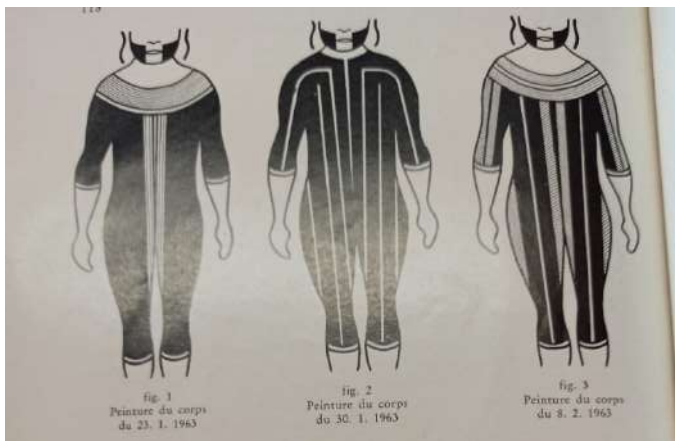 118
fig. 1
Peinture du corps
du 23. 1. 1963
fig. 2
Peinture du corps
du 30. 1. 1963
fig. 3
Peinture du corps
du 8. 2. 1963